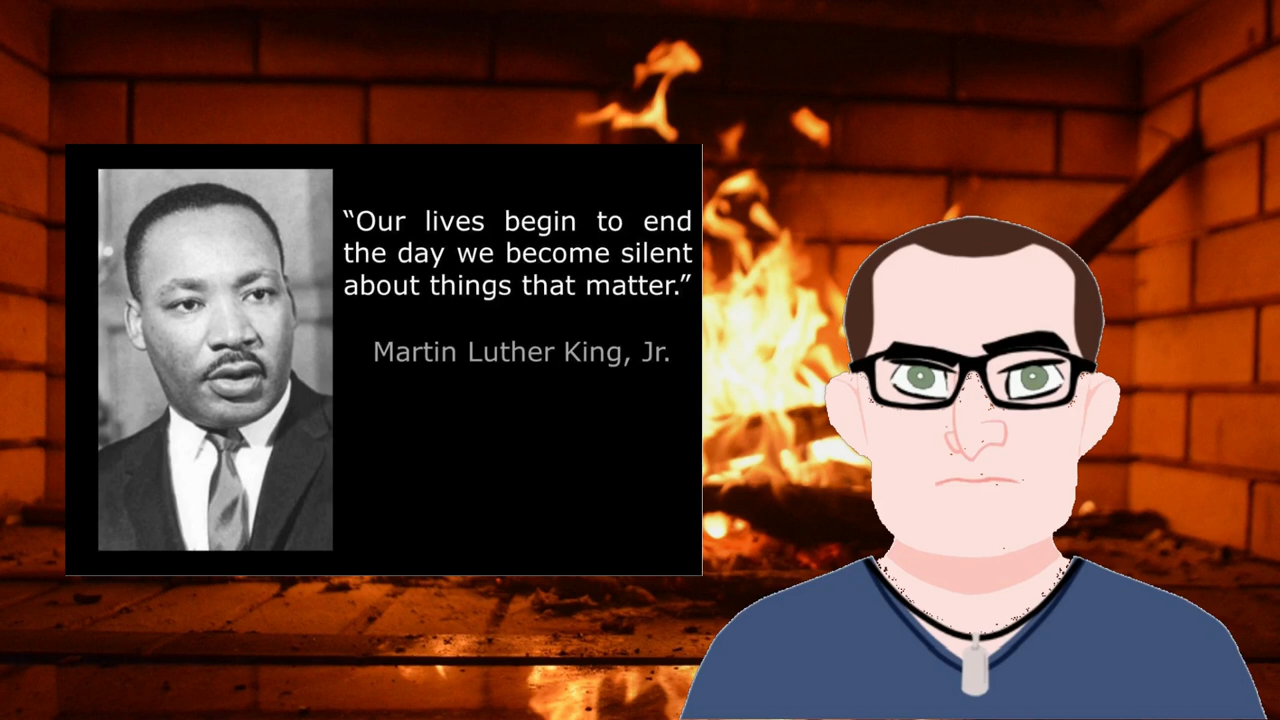 “Our lives begin to end
the day we become silent
about things that matter.”
Martin Luther King, Jr.